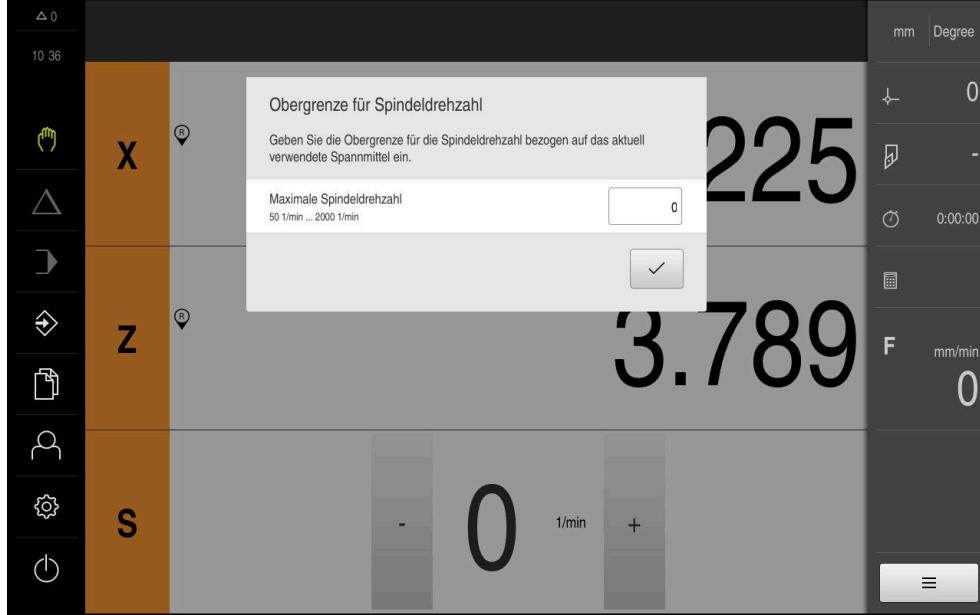 0
10 36
X
R
225
Obergrenze für Spindeldrehzahl
Geben Sie die Obergrenze für die Spindeldrehzahl bezogen auf das aktuell
verwendete Spannmittel ein.
Maximale Spindeldrehzahl
50 1/min ... 2000 1/min
0
Z
R
3.789
S
-
0
1/min
+
mm
Degree
0
-
0:00:00
F
mm/min
0